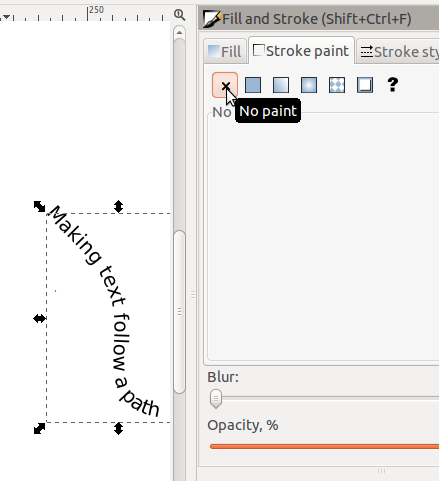 250
Fill and Stroke (Shift+Ctrl+F)
Fill
Stroke paint
Stroke sty
?
No
No paint
Making text follow a path
Blur:
Opacity, %